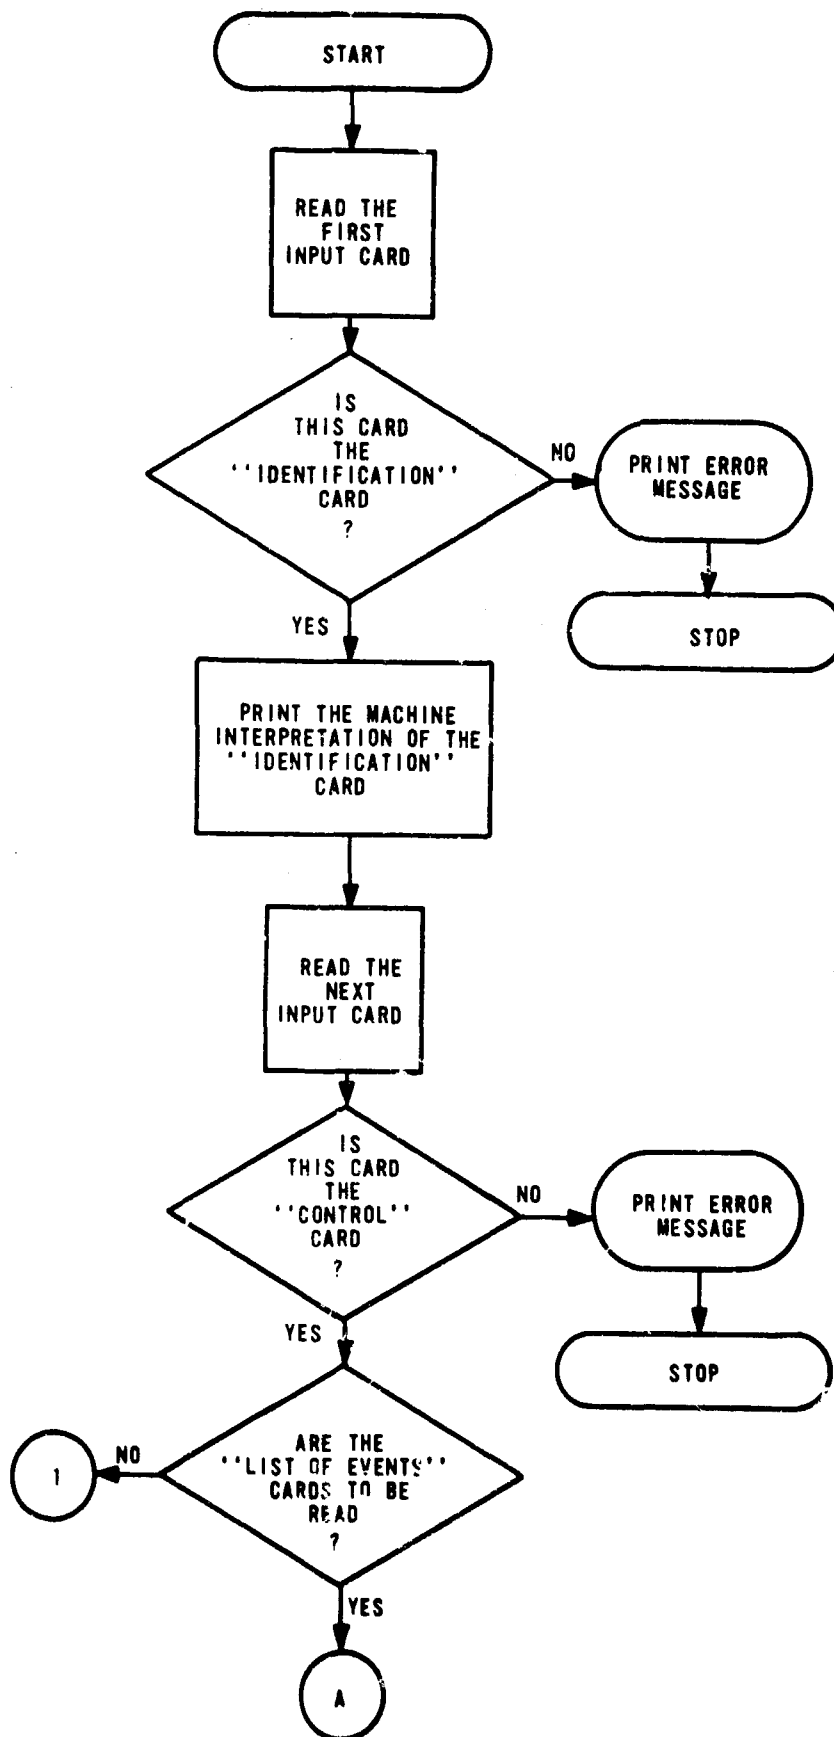 START
READ THE
FIRST
INPUT CARD
IS
THIS CARD
THE
''IDENTIFICATION''
CARD
?
NO
PRINT ERROR
MESSAGE
STOP
YES
PRINT THE MACHINE
INTERPRETATION OF THE
''IDENTIFICATION''
CARD
READ THE
NEXT
INPUT CARD
IS
THIS CARD
THE
''CONTROL''
CARD
?
NO
PRINT ERROR
MESSAGE
STOP
YES
ARE THE
''LIST OF EVENTS''
CARDS TO BE
READ
?
NO
1
YES
A